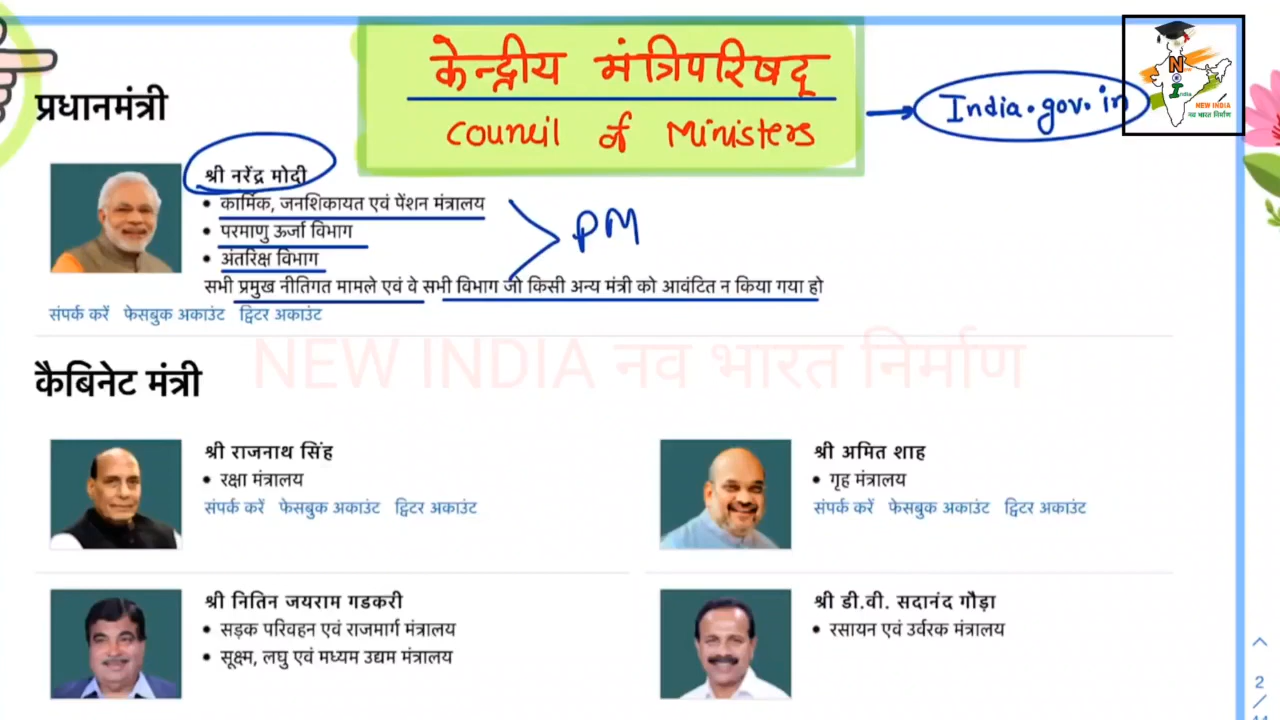 केन्द्रीय मंत्रिपरिषद्
Council of Ministers
India.gov.in
NEW INDIA
नव भारत निर्माण
प्रधानमंत्री
श्री नरेंद्र मोदी
• कार्मिक, जनशिकायत एवं पेंशन मंत्रालय
• परमाणु ऊर्जा विभाग
• अंतरिक्ष विभाग
PM
सभी प्रमुख नीतिगत मामले एवं वे सभी विभाग जो किसी अन्य मंत्री को आवंटित न किया गया हो
संपर्क करें फेसबुक अकाउंट ट्विटर अकाउंट
NEW INDIA नव भारत निर्माण
कैबिनेट मंत्री
श्री राजनाथ सिंह
• रक्षा मंत्रालय
संपर्क करें फेसबुक अकाउंट ट्विटर अकाउंट
श्री अमित शाह
• गृह मंत्रालय
संपर्क करें फेसबुक अकाउंट ट्विटर अकाउंट
श्री नितिन जयराम गडकरी
• सड़क परिवहन एवं राजमार्ग मंत्रालय
• सूक्ष्म, लघु एवं मध्यम उद्यम मंत्रालय
श्री डी.वी. सदानंद गौड़ा
• रसायन एवं उर्वरक मंत्रालय
2
/